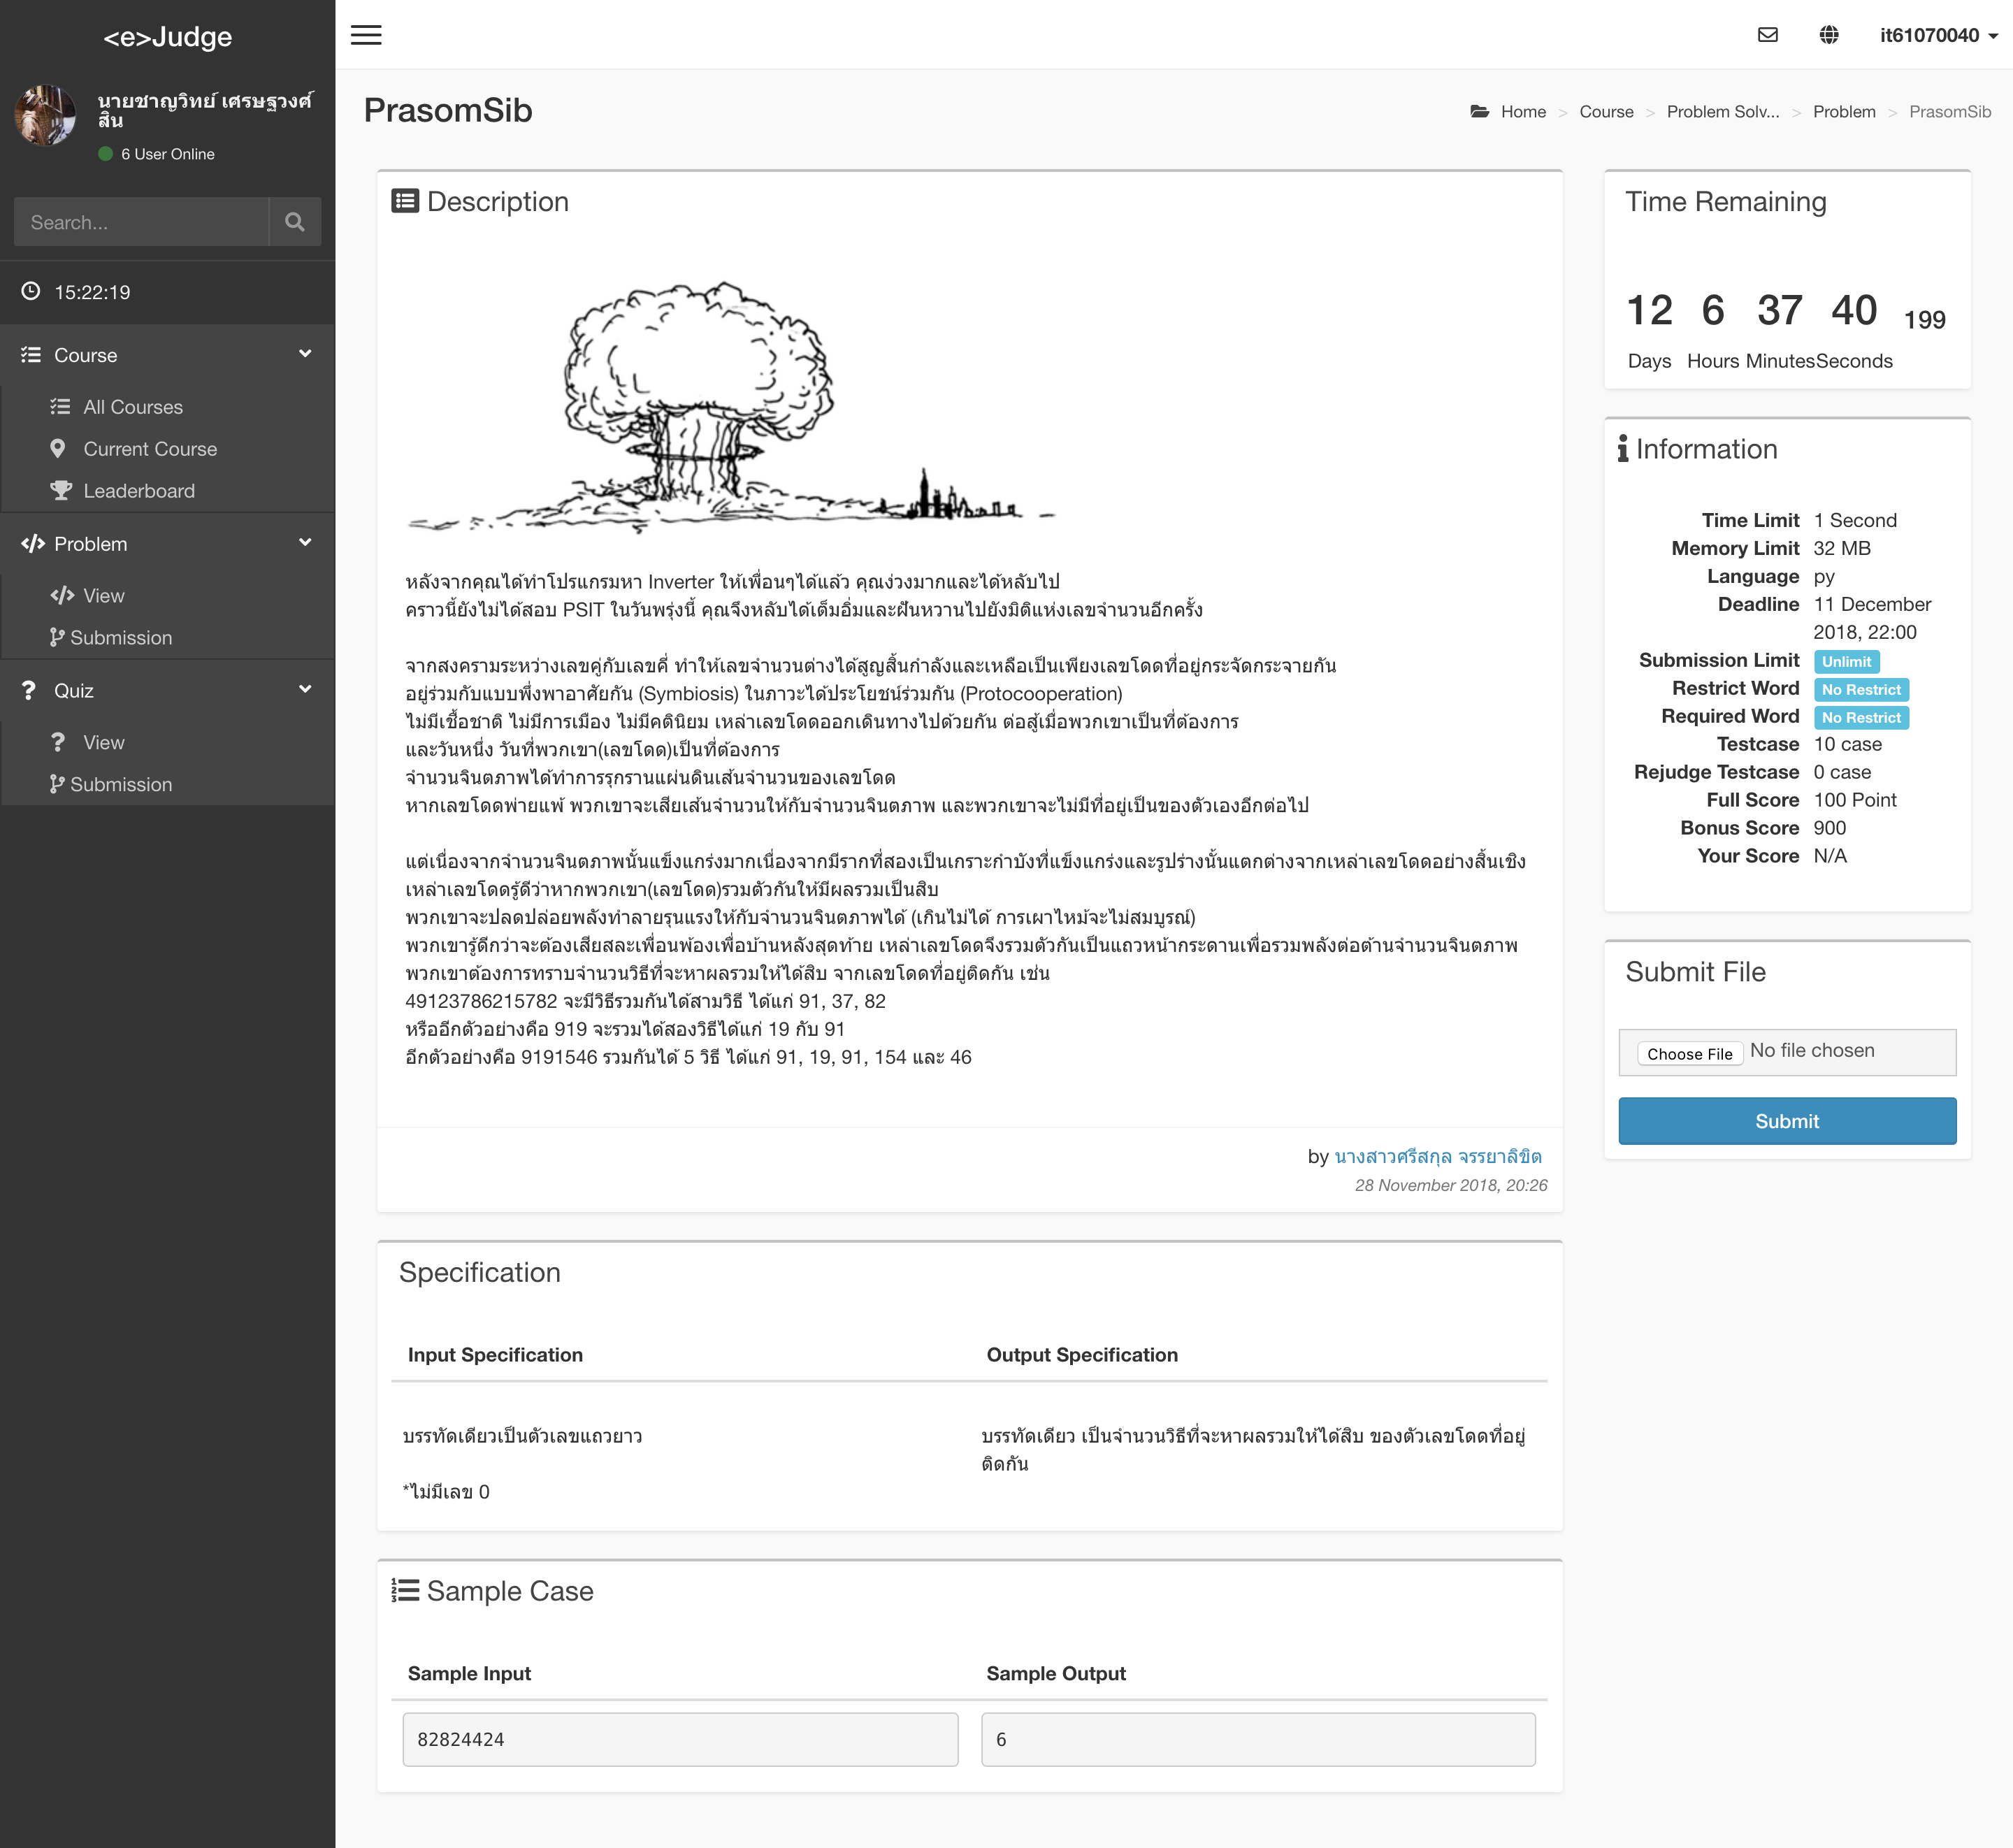 <e>Judge
นายชาญวิทย์ เศรษฐวงศ์
สิน
6 User Online
Search...
15:22:19
Course
All Courses
Current Course
Leaderboard
Problem
View
Submission
Quiz
View
Submission
it61070040
PrasomSib
Home > Course > Problem Solv... > Problem > PrasomSib
Description
หลังจากคุณได้ทำโปรแกรมหา Inverter ให้เพื่อนๆได้แล้ว คุณง่วงมากและได้หลับไป
คราวนี้ยังไม่ได้สอบ PSIT ในวันพรุ่งนี้ คุณจึงหลับได้เต็มอิ่มและฝันหวานไปยังมิติแห่งเลขจำนวนอีกครั้ง
จากสงครามระหว่างเลขคู่กับเลขคี่ ทำให้เลขจำนวนต่างได้สูญสิ้นกำลังและเหลือเป็นเพียงเลขโดดที่อยู่กระจัดกระจายกัน
อยู่ร่วมกับแบบพึ่งพาอาศัยกัน (Symbiosis) ในภาวะได้ประโยชน์ร่วมกัน (Protocooperation)
ไม่มีเชื้อชาติ ไม่มีการเมือง ไม่มีคตินิยม เหล่าเลขโดดออกเดินทางไปด้วยกัน ต่อสู้เมื่อพวกเขาเป็นที่ต้องการ
และวันหนึ่ง วันที่พวกเขา(เลขโดด)เป็นที่ต้องการ
จำนวนจินตภาพได้ทำการรุกรานแผ่นดินเส้นจำนวนของเลขโดด
หากเลขโดดพ่ายแพ้ พวกเขาจะเสียเส้นจำนวนให้กับจำนวนจินตภาพ และพวกเขาจะไม่มีที่อยู่เป็นของตัวเองอีกต่อไป
แต่เนื่องจากจำนวนจินตภาพนั้นแข็งแกร่งมากเนื่องจากมีรากที่สองเป็นเกราะกำบังที่แข็งแกร่งและรูปร่างนั้นแตกต่างจากเหล่าเลขโดดอย่างสิ้นเชิง
เหล่าเลขโดดรู้ดีว่าหากพวกเขา(เลขโดด)รวมตัวกันให้มีผลรวมเป็นสิบ
พวกเขาจะปลดปล่อยพลังทำลายรุนแรงให้กับจำนวนจินตภาพได้ (เกินไม่ได้ การเผาไหม้จะไม่สมบูรณ์)
พวกเขารู้ดีกว่าจะต้องเสียสละเพื่อนพ้องเพื่อบ้านหลังสุดท้าย เหล่าเลขโดดจึงรวมตัวกันเป็นแถวหน้ากระดานเพื่อรวมพลังต่อต้านจำนวนจินตภาพ
พวกเขาต้องการทราบจำนวนวิธีที่จะหาผลรวมให้ได้สิบ จากเลขโดดที่อยู่ติดกัน เช่น
49123786215782 จะมีวิธีรวมกันได้สามวิธี ได้แก่ 91, 37, 82
หรืออีกตัวอย่างคือ 919 จะรวมได้สองวิธีได้แก่ 19 กับ 91
อีกตัวอย่างคือ 9191546 รวมกันได้ 5 วิธี ได้แก่ 91, 19, 91, 154 และ 46
by นางสาวศรีสกุล จรรยาลิขิต
28 November 2018, 20:26
Specification
Input Specification
Output Specification
บรรทัดเดียวเป็นตัวเลขแถวยาว
*ไม่มีเลข 0
บรรทัดเดียว เป็นจำนวนวิธีที่จะหาผลรวมให้ได้สิบ ของตัวเลขโดดที่อยู่
ติดกัน
Sample Case
Sample Input
Sample Output
82824424
6
Time Remaining
12 6 37 40 199
Days Hours Minutes Seconds
Information
Time Limit 1 Second
Memory Limit 32 MB
Language py
Deadline 11 December
2018, 22:00
Submission Limit Unlimit
Restrict Word No Restrict
Required Word No Restrict
Testcase 10 case
Rejudge Testcase 0 case
Full Score 100 Point
Bonus Score 900
Your Score N/A
Submit File
Choose File No file chosen
Submit